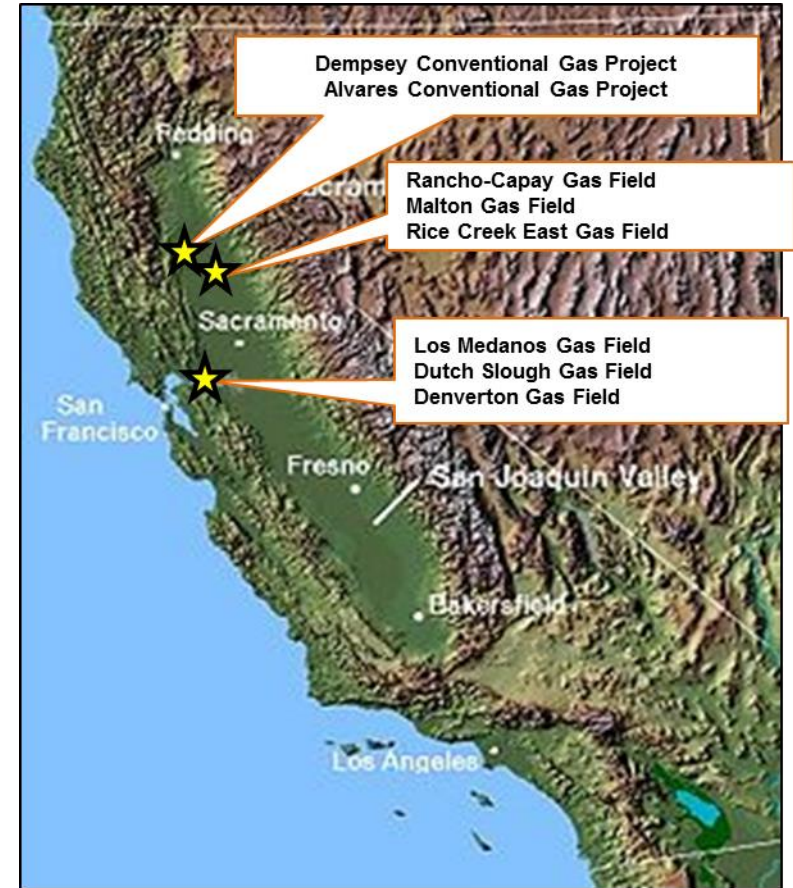 Dempsey Conventional Gas Project
Alvares Conventional Gas Project
Redding
Rancho-Capay Gas Field
Malton Gas Field
Rice Creek East Gas Field
Sacramento
Los Medanos Gas Field
Dutch Slough Gas Field
Denverton Gas Field
San
Francisco
Fresno
San Joaquin Valley
Bakersfield
Los Angeles